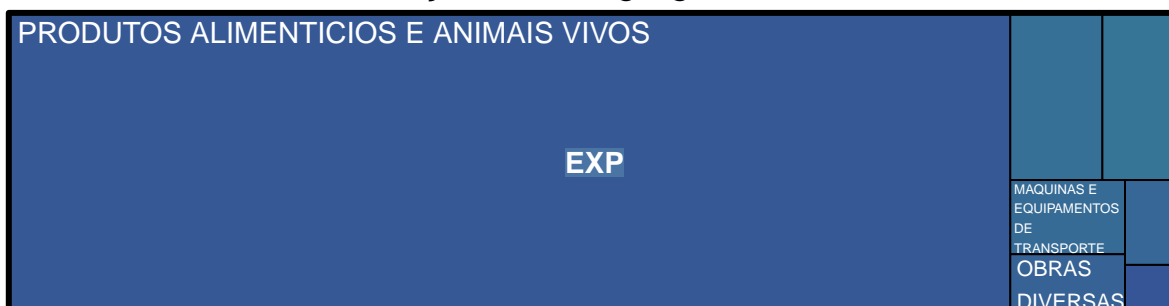 PRODUTOS ALIMENTICIOS E ANIMAIS VIVOS
EXP
MAQUINAS E
EQUIPAMENTOS
DE
TRANSPORTE
OBRAS
DIVERSAS